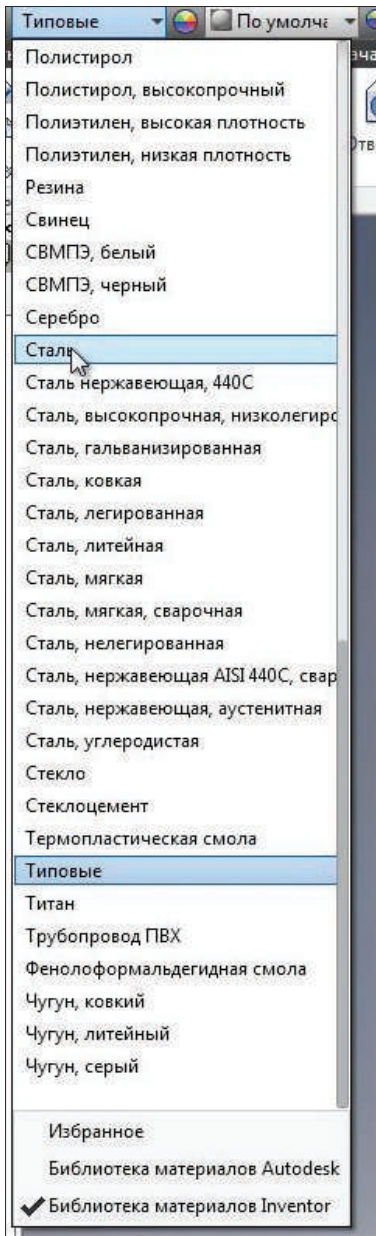 Типовые
По умолча
Полистирол
Полистирол, высокопрочный
Полиэтилен, высокая плотность
Полиэтилен, низкая плотность
Резина
Свинец
СВМПЭ, белый
СВМПЭ, черный
Серебро
Сталь
Сталь нержавеющая, 440C
Сталь, высокопрочная, низколегиро
Сталь, гальванизированная
Сталь, ковкая
Сталь, легированная
Сталь, литейная
Сталь, мягкая
Сталь, мягкая, сварочная
Сталь, нелегированная
Сталь, нержавеющая AISI 440C, свар
Сталь, нержавеющая, аустенитная
Сталь, углеродистая
Стекло
Стеклоцемент
Термопластическая смола
Типовые
Титан
Трубопровод ПВХ
Фенолоформальдегидная смола
Чугун, ковкий
Чугун, литейный
Чугун, серый
Избранное
Библиотека материалов Autodesk
Библиотека материалов Inventor